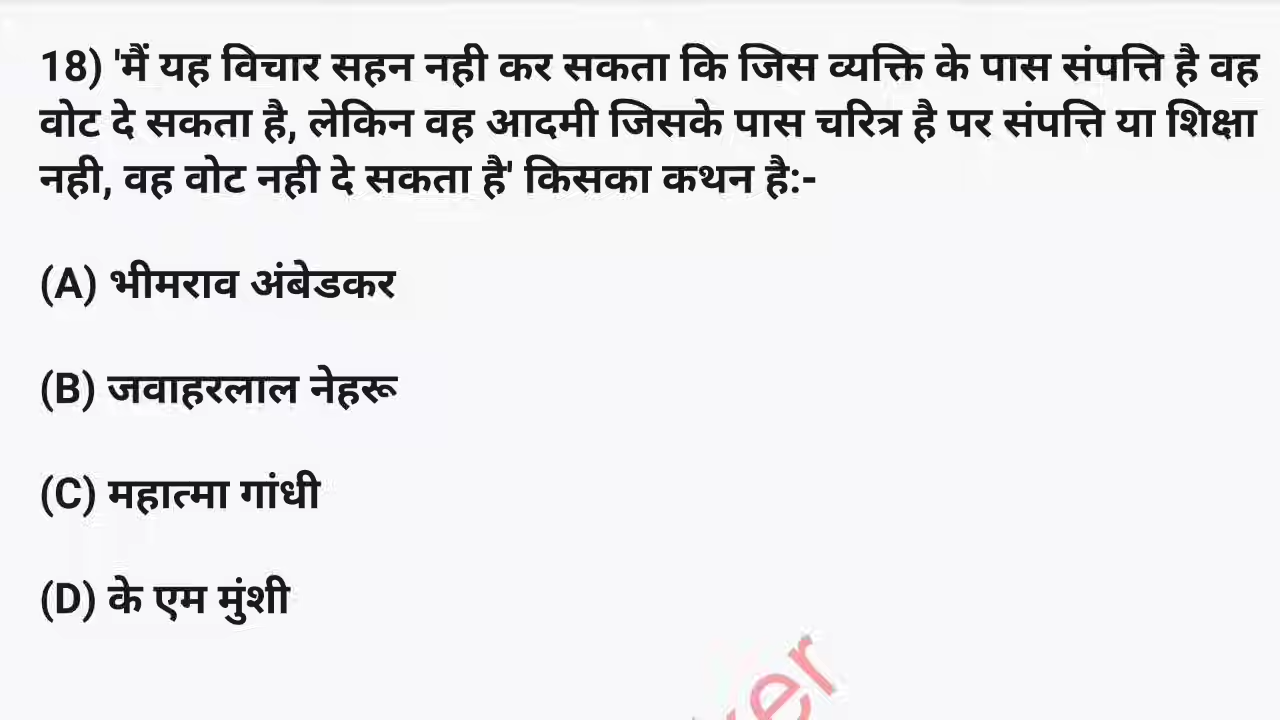 18) 'मैं यह विचार सहन नही कर सकता कि जिस व्यक्ति के पास संपत्ति है वह
वोट दे सकता है, लेकिन वह आदमी जिसके पास चरित्र है पर संपत्ति या शिक्षा
नही, वह वोट नही दे सकता है' किसका कथन है:-
(A) भीमराव अंबेडकर
(B) जवाहरलाल नेहरू
(C) महात्मा गांधी
(D) के एम मुंशी